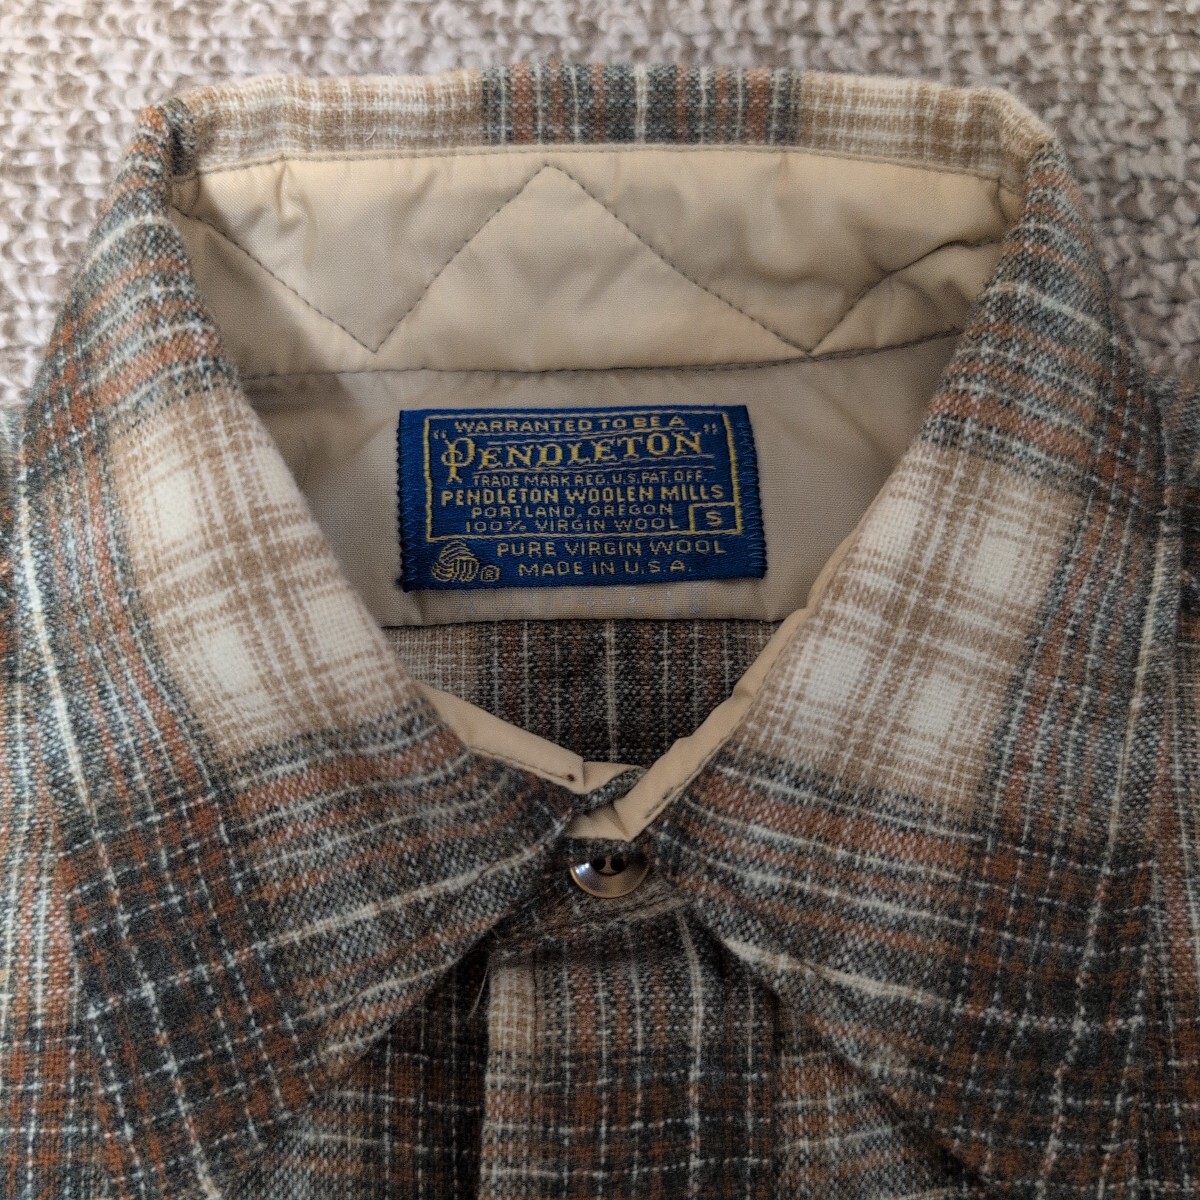 WARRANTED TO BE A
"PENDLETON"
TRADE MARK REG. U.S. PAT. OFF.
PENDLETON WOOLEN MILLS
PORTLAND, OREGON
100% VIRGIN WOOL S
PURE VIRGIN WOOL
® MADE IN U.S.A.